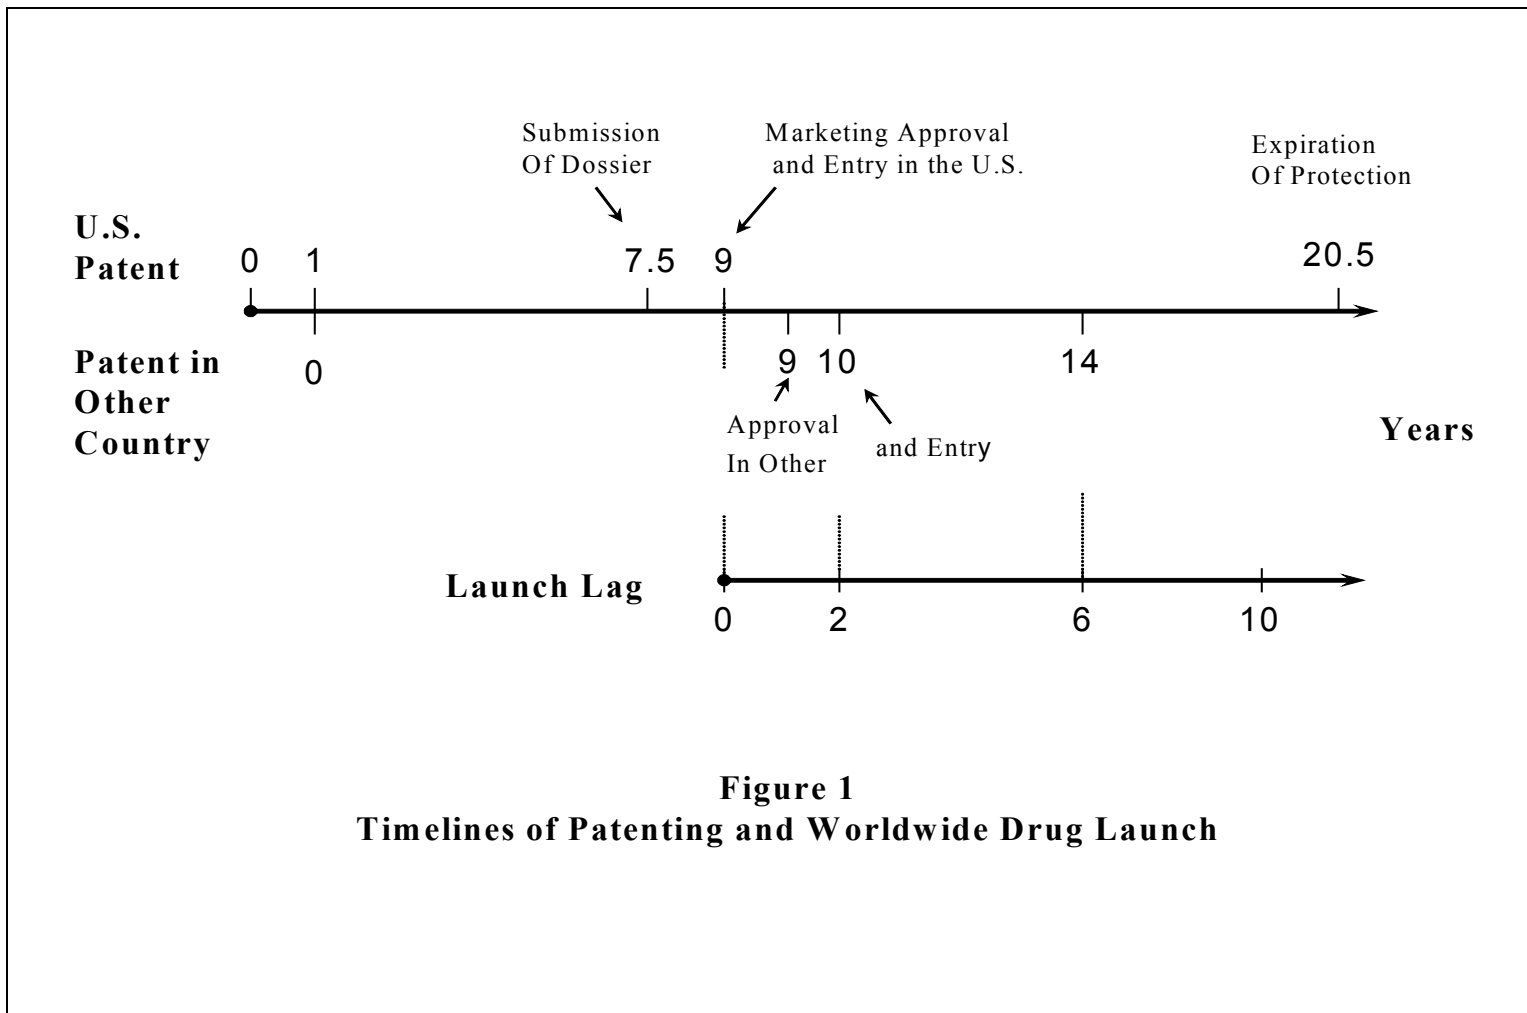 Submission
Of Dossier
Marketing Approval
and Entry in the U.S.
Expiration
Of Protection
U.S.
Patent
0 1 7.5 9 20.5
Patent in
Other
Country
0 9 10 14
Approval
In Other
and Entry
Years
Launch Lag
0 2 6 10
Figure 1
Timelines of Patenting and Worldwide Drug Launch